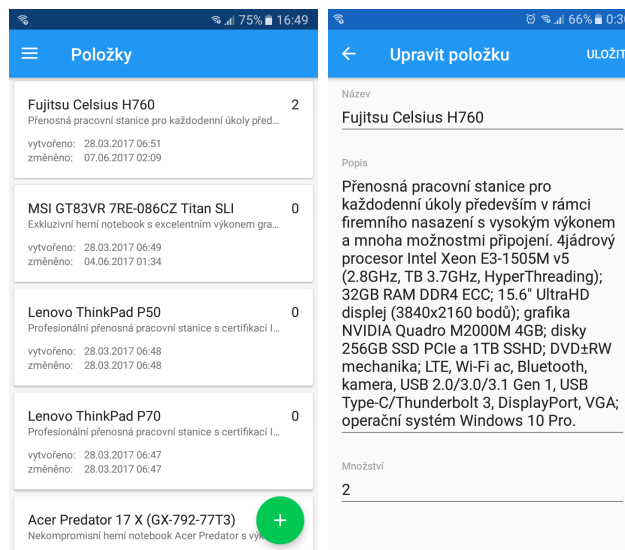 75% 16:49
Položky
Fujitsu Celsius H760 2
Přenosná pracovní stanice pro každodenní úkoly před...
vytvořeno: 28.03.2017 06:51
změněno: 07.06.2017 02:09
MSI GT83VR 7RE-086CZ Titan SLI 0
Exkluzivní herní notebook s excelentním výkonem gra...
vytvořeno: 28.03.2017 06:49
změněno: 04.06.2017 01:34
Lenovo ThinkPad P50 0
Profesionální přenosná pracovní stanice s certifikací I...
vytvořeno: 28.03.2017 06:48
změněno: 28.03.2017 06:48
Lenovo ThinkPad P70 0
Profesionální přenosná pracovní stanice s certifikací I...
vytvořeno: 28.03.2017 06:47
změněno: 28.03.2017 06:47
Acer Predator 17 X (GX-792-77T3)
Nekompromisní herní notebook Acer Predator s výk
66% 0:3
Upravit položku ULOŽIT
Název
Fujitsu Celsius H760
Popis
Přenosná pracovní stanice pro
každodenní úkoly především v rámci
firemního nasazení s vysokým výkonem
a mnoha možnostmi připojení. 4jádrový
procesor Intel Xeon E3-1505M v5
(2.8GHz, TB 3.7GHz, HyperThreading);
32GB RAM DDR4 ECC; 15.6" UltraHD
displej (3840x2160 bodů); grafika
NVIDIA Quadro M2000M 4GB; disky
256GB SSD PCIe a 1TB SSHD; DVD±RW
mechanika; LTE, Wi-Fi ac, Bluetooth,
kamera, USB 2.0/3.0/3.1 Gen 1, USB
Type-C/Thunderbolt 3, DisplayPort, VGA;
operační systém Windows 10 Pro.
Množství
2